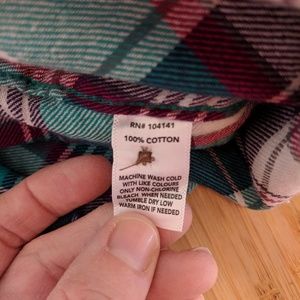 RN# 104141
100% COTTON
MACHINE WASH COLD
WITH LIKE COLOURS
ONLY NON-CHLORINE
BLEACH WHEN NEEDED
TUMBLE DRY LOW
WARM IRON IF NEEDED